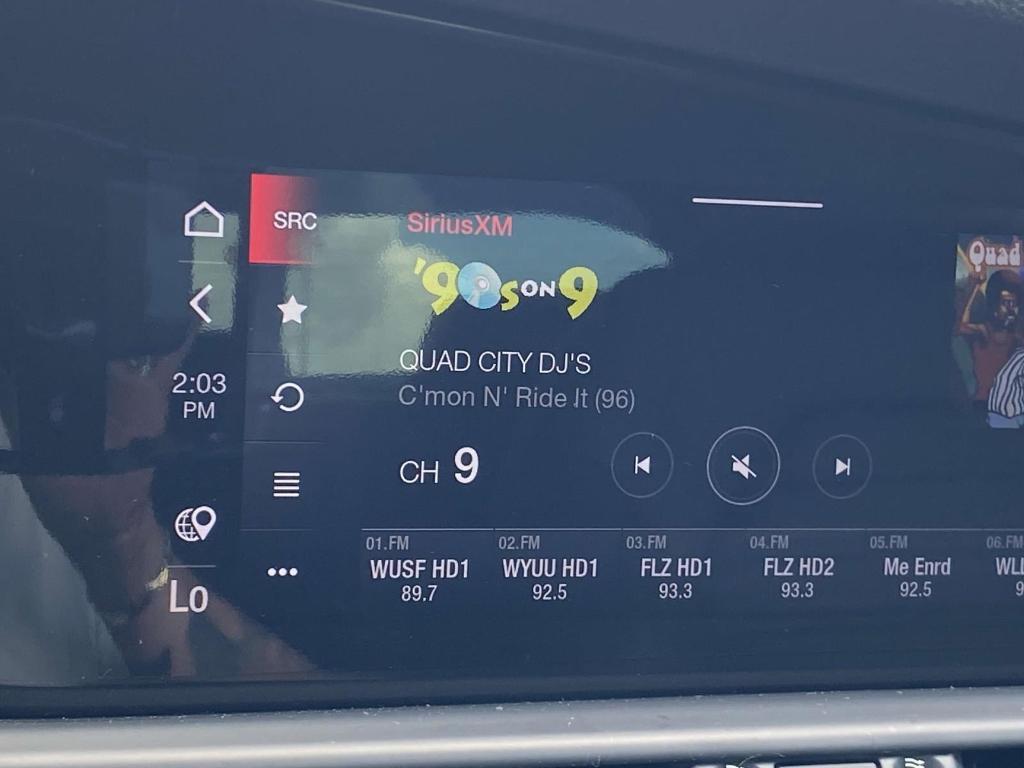 SRC
SiriusXM
'90s ON 9
QUAD CITY DJ'S
C'mon N' Ride It (96)
2:03
PM
CH 9
01.FM
WUSF HD1
89.7
02.FM
WYUU HD1
92.5
03.FM
FLZ HD1
93.3
04.FM
FLZ HD2
93.3
05.FM
Me Enrd
92.5
06.FM
Lo
Quad